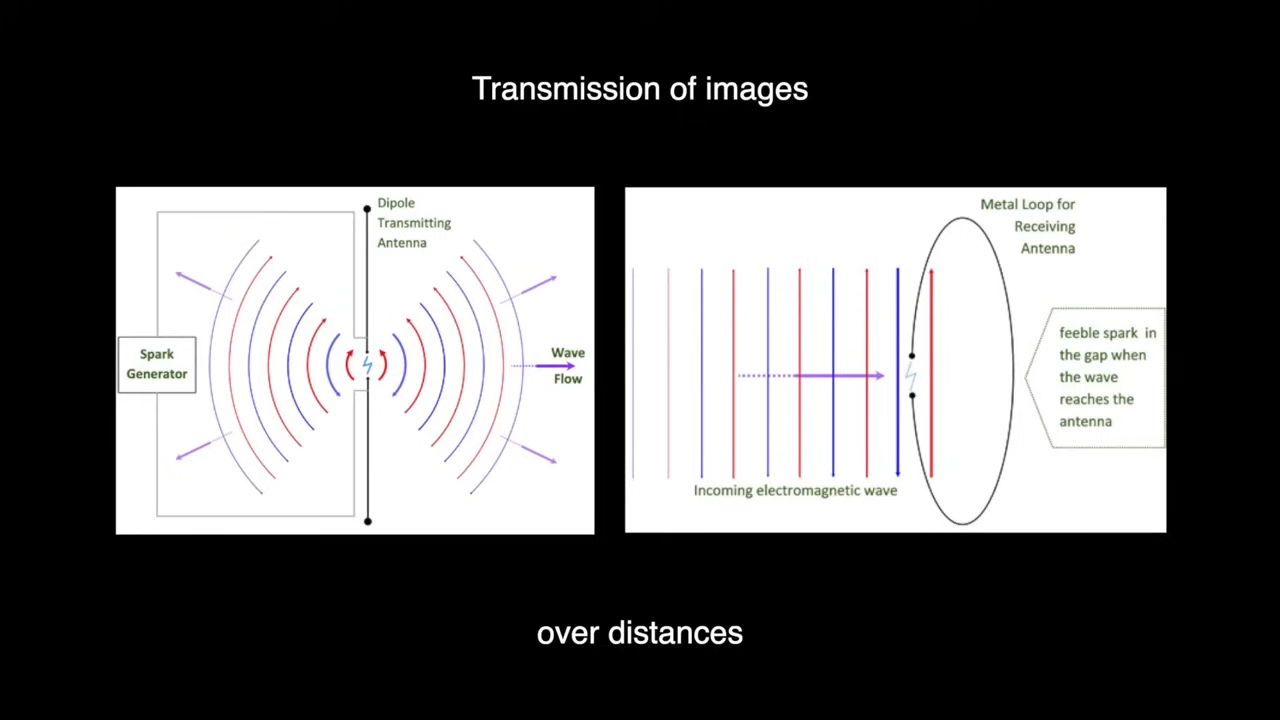 Transmission of images
Dipole
Transmitting
Antenna
Spark
Generator
Wave
Flow
Metal Loop for
Receiving
Antenna
feeble spark in
the gap when
the wave
reaches the
antenna
Incoming electromagnetic wave
over distances